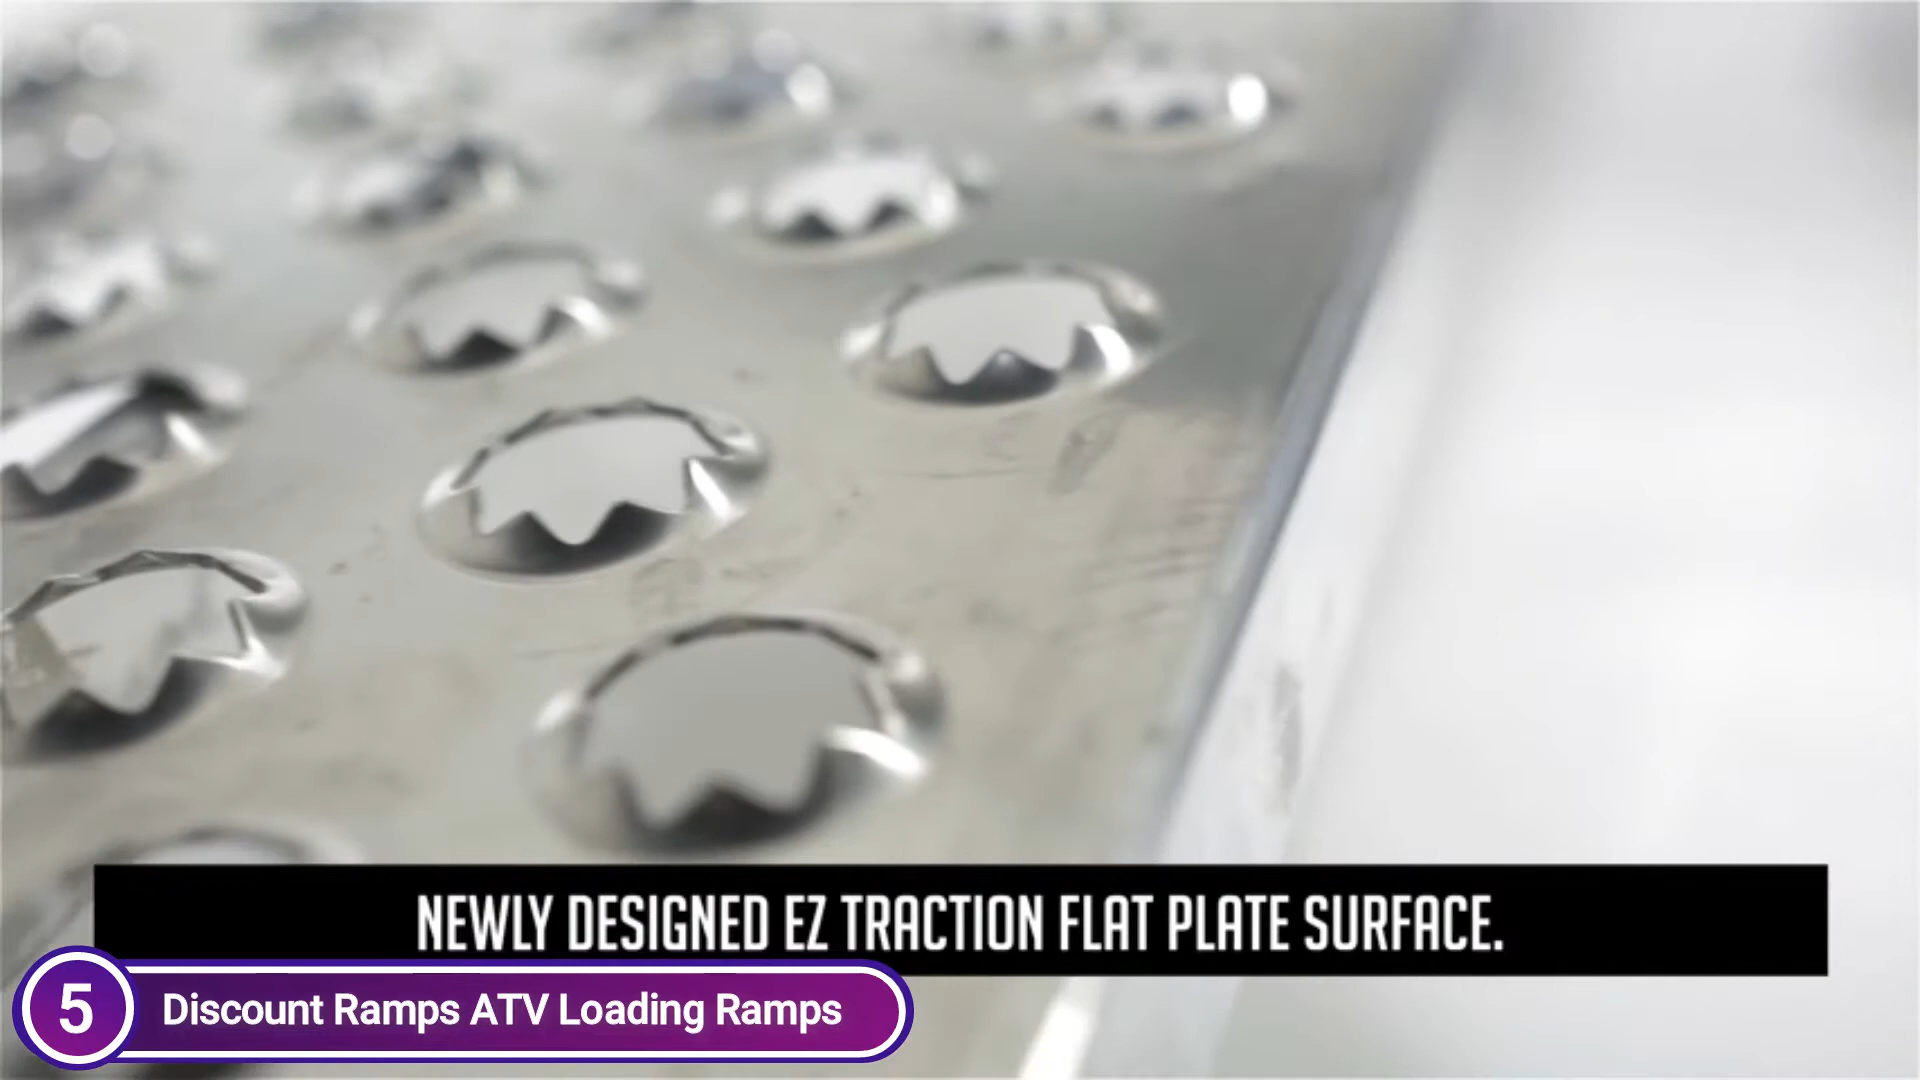 NEWLY DESIGNED EZ TRACTION FLAT PLATE SURFACE.
5
Discount Ramps ATV Loading Ramps